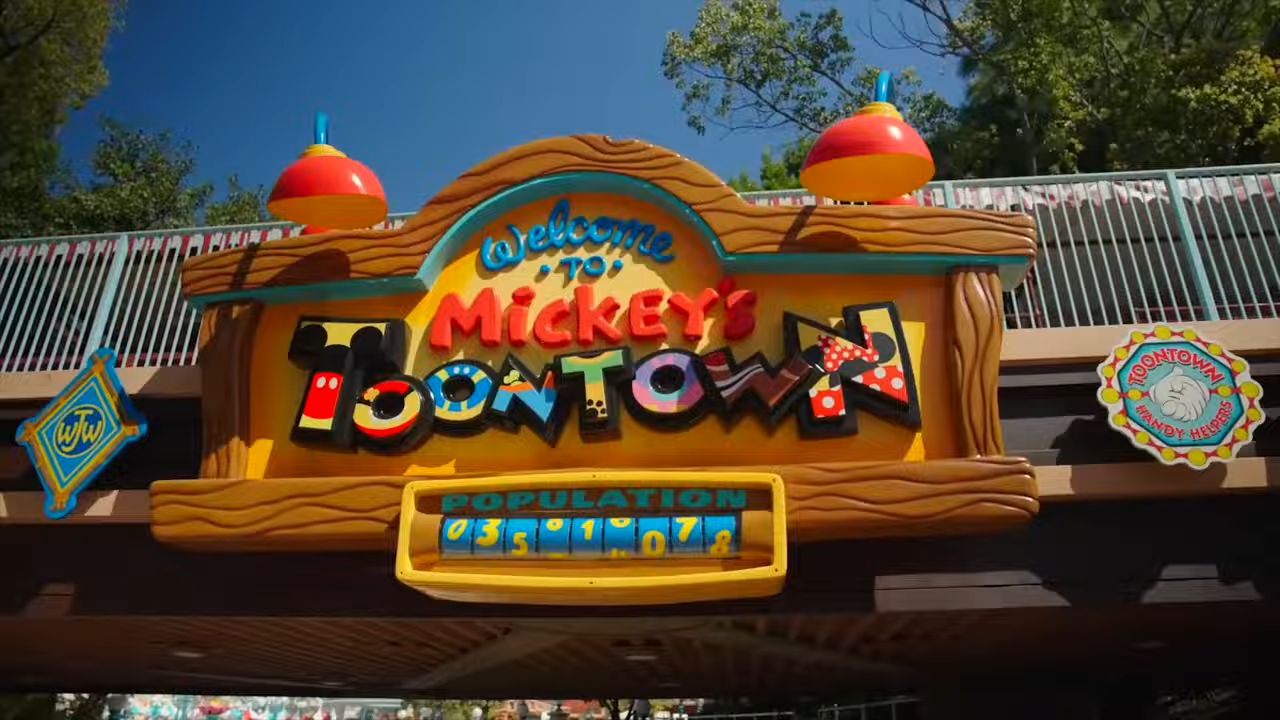 Welcome
·TO·
MicKEY's
TOONTOWN
POPULATION
WTW
TOONTOWN
HANDY HELPERS